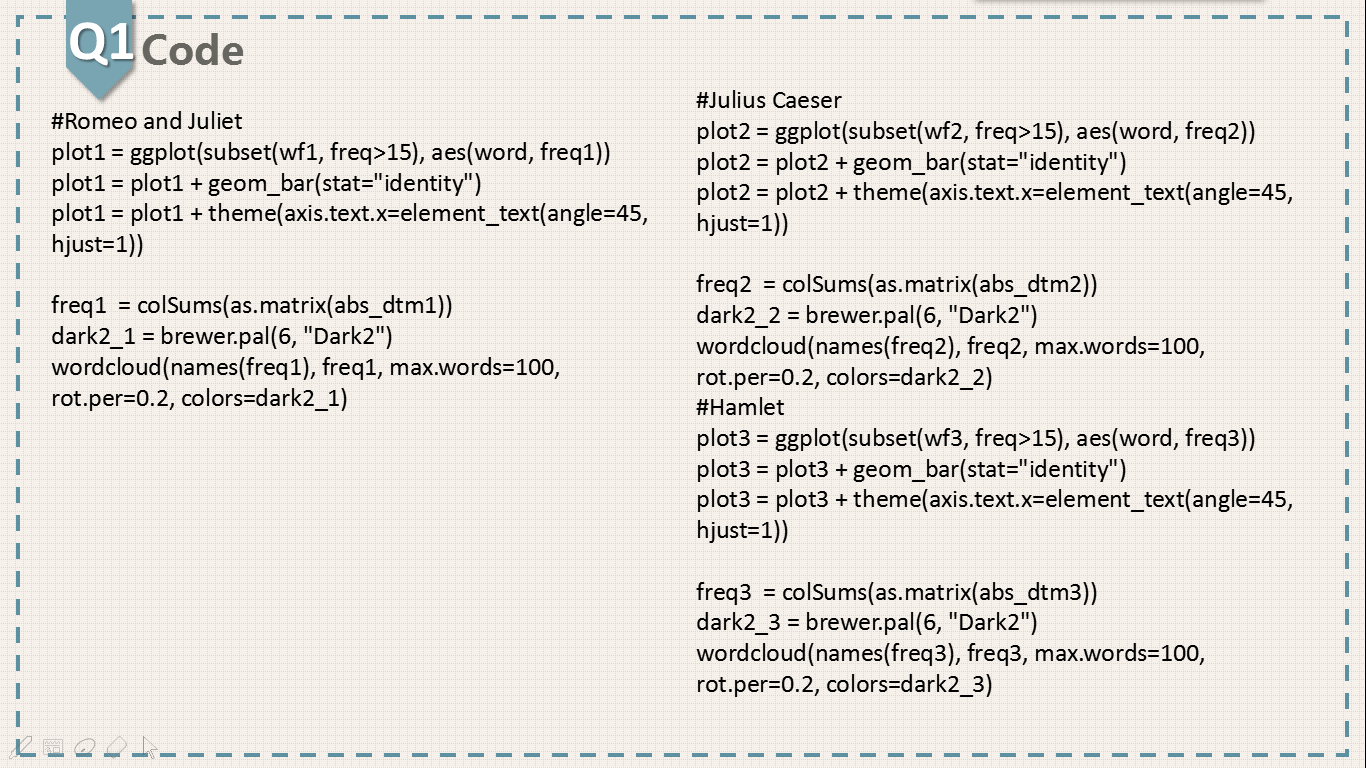 Q1 Code
#Romeo and Juliet
plot1 = ggplot(subset(wf1, freq>15), aes(word, freq1))
plot1 = plot1 + geom_bar(stat="identity")
plot1 = plot1 + theme(axis.text.x=element_text(angle=45,
hjust=1))
freq1  = colSums(as.matrix(abs_dtm1))
dark2_1 = brewer.pal(6, "Dark2")
wordcloud(names(freq1), freq1, max.words=100,
rot.per=0.2, colors=dark2_1)
#Julius Caeser
plot2 = ggplot(subset(wf2, freq>15), aes(word, freq2))
plot2 = plot2 + geom_bar(stat="identity")
plot2 = plot2 + theme(axis.text.x=element_text(angle=45,
hjust=1))
freq2  = colSums(as.matrix(abs_dtm2))
dark2_2 = brewer.pal(6, "Dark2")
wordcloud(names(freq2), freq2, max.words=100,
rot.per=0.2, colors=dark2_2)
#Hamlet
plot3 = ggplot(subset(wf3, freq>15), aes(word, freq3))
plot3 = plot3 + geom_bar(stat="identity")
plot3 = plot3 + theme(axis.text.x=element_text(angle=45,
hjust=1))
freq3  = colSums(as.matrix(abs_dtm3))
dark2_3 = brewer.pal(6, "Dark2")
wordcloud(names(freq3), freq3, max.words=100,
rot.per=0.2, colors=dark2_3)